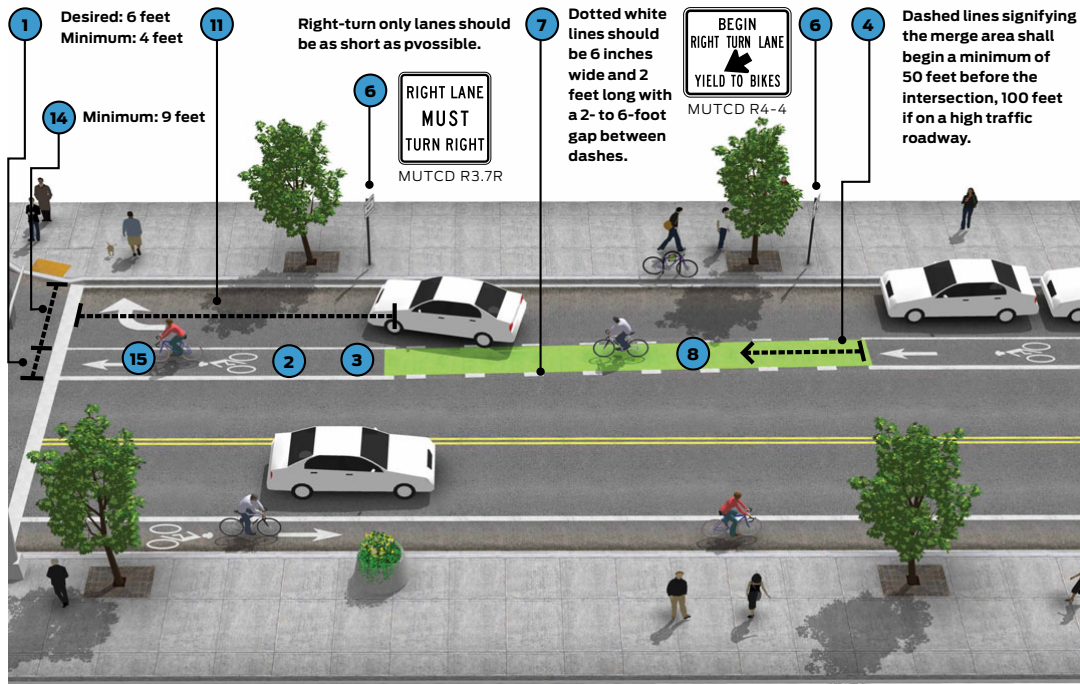 1
Desired: 6 feet
Minimum: 4 feet
14
Minimum: 9 feet
11
Right-turn only lanes should
be as short as pvossible.
6
RIGHT LANE
MUST
TURN RIGHT
MUTCD R3.7R
7
Dotted white
lines should
be 6 inches
wide and 2
feet long with
a 2- to 6-foot
gap between
dashes.
BEGIN
RIGHT TURN LANE
YIELD TO BIKES
MUTCD R4-4
6
4
Dashed lines signifying
the merge area shall
begin a minimum of
50 feet before the
intersection, 100 feet
if on a high traffic
roadway.
15
2
3
8